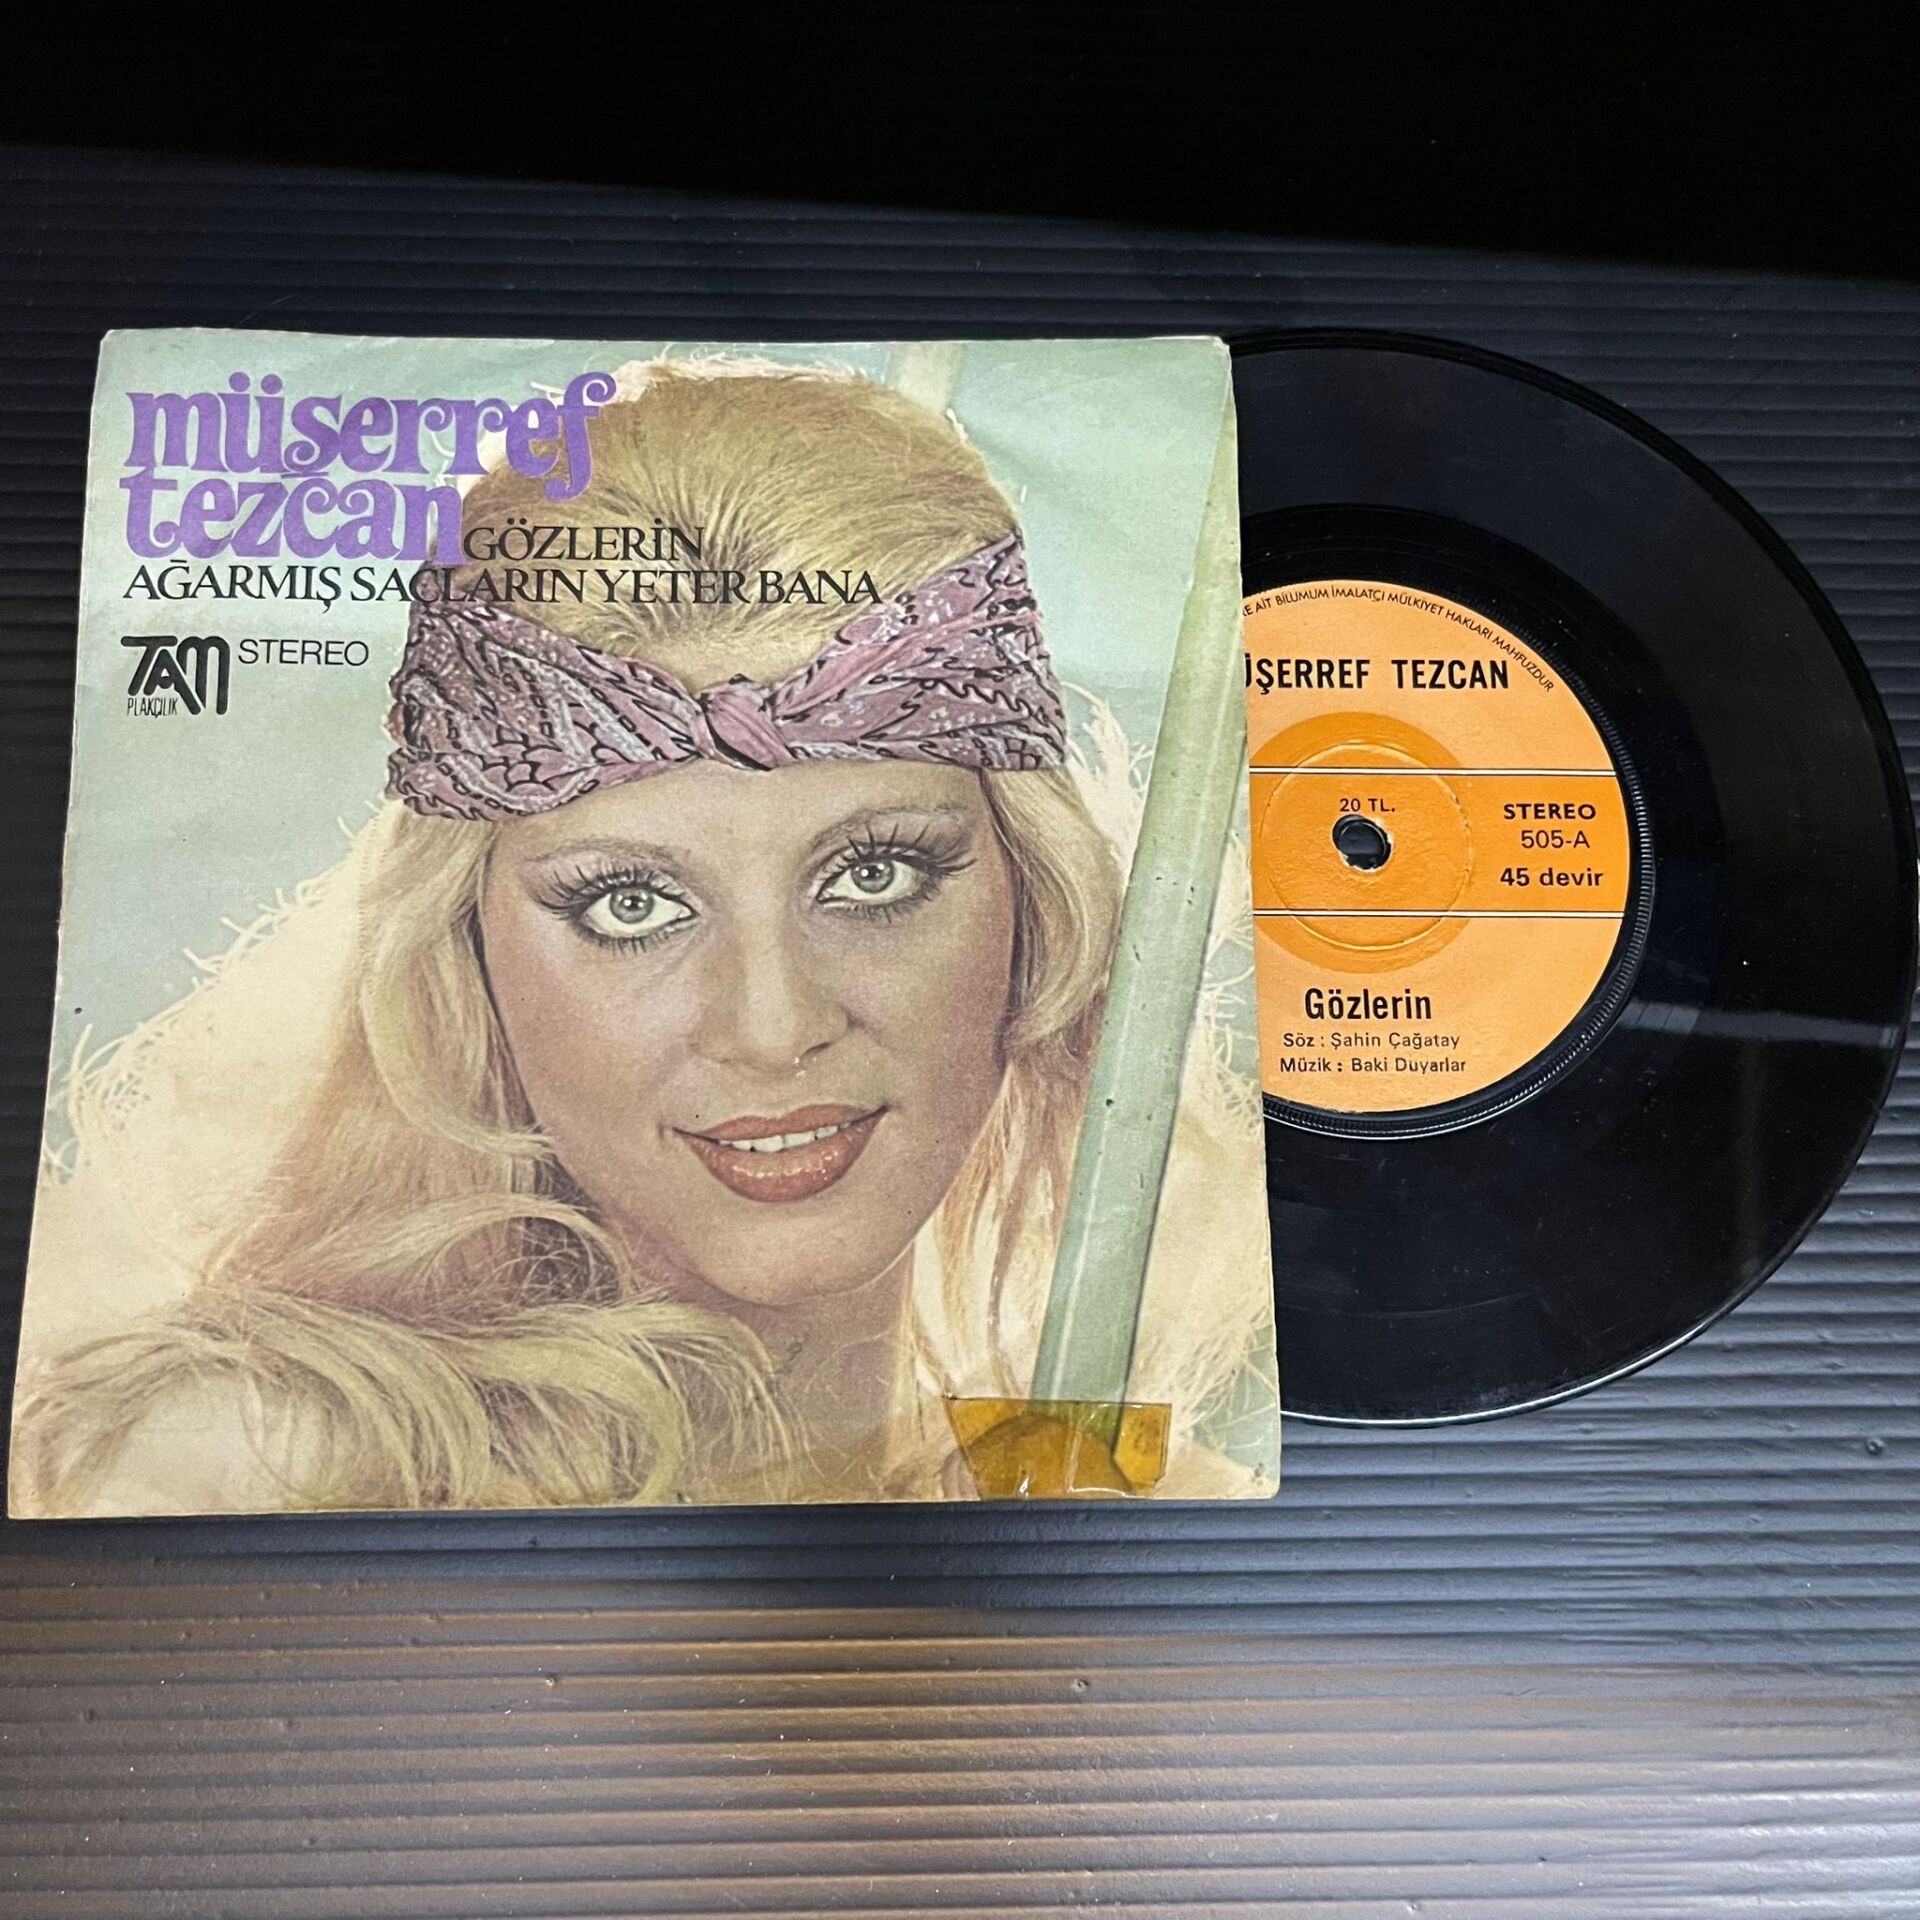 müşerref
tezcan
GÖZLERİN
AĞARMIŞ SAÇLARIN YETER BANA
TAM STEREO
PLAKÇILIK
AİT BİLUMUM İMALATÇI MÜLKİYET HAKLARI MAHFUZDUR
ÜŞERREF TEZCAN
20 TL.
STEREO
505-A
45 devir
Gözlerin
Söz : Şahin Çağatay
Müzik : Baki Duyarlar